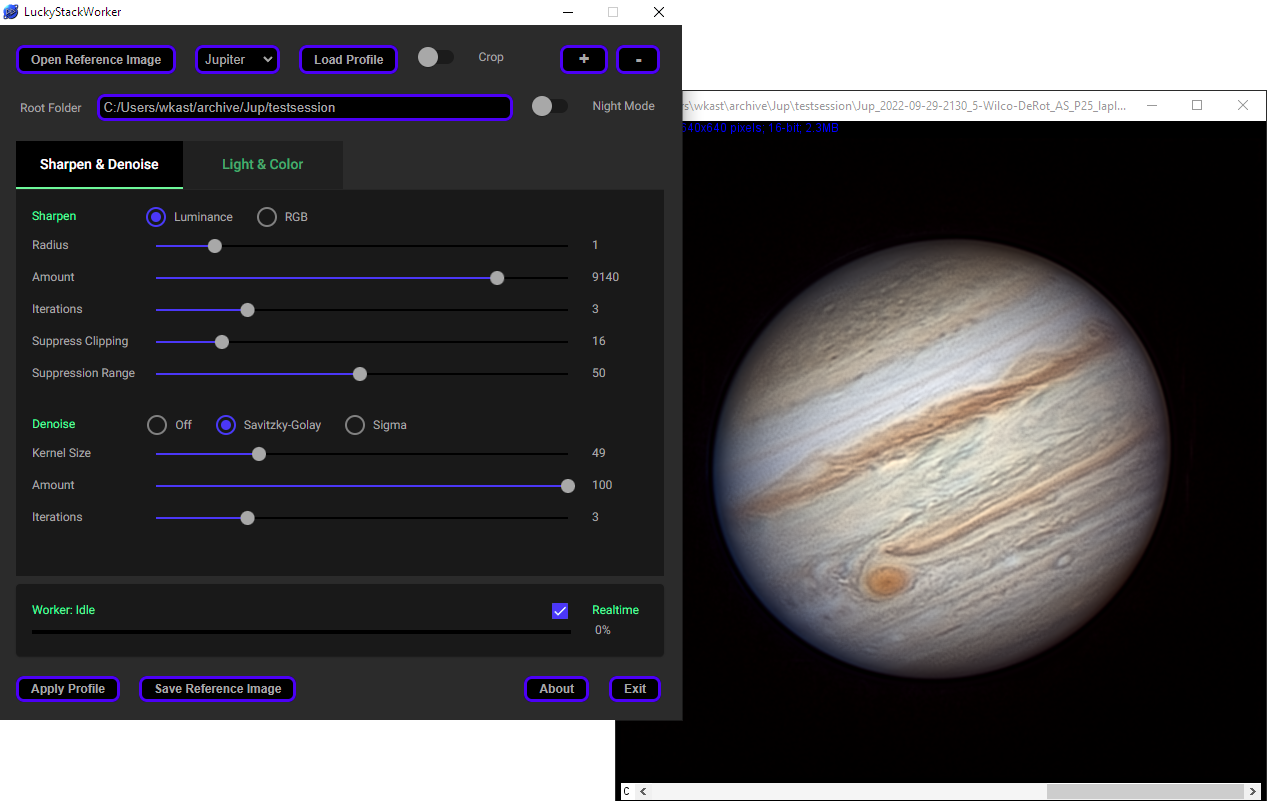 LuckyStackWorker
Open Reference Image Jupiter Load Profile Crop + -
Root Folder C:/Users/wkast/archive/Jup/testsession Night Mode
s\wkast\archive\Jup\testsession\Jup_2022-09-29-2130_5-Wilco-DeRot_AS_P25_lapl...
640x640 pixels; 16-bit; 2.3MB
Sharpen & Denoise Light & Color
Sharpen Luminance RGB
Radius 1
Amount 9140
Iterations 3
Suppress Clipping 16
Suppression Range 50
Denoise Off Savitzky-Golay Sigma
Kernel Size 49
Amount 100
Iterations 3
Worker: Idle Realtime
0%
Apply Profile Save Reference Image About Exit
C